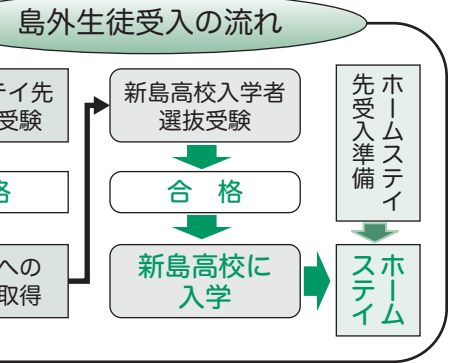 島外生徒受入の流れ
テイ先
受験
格
への
取得
新島高校入学者
選抜受験
合格
新島高校に
入学
ホームステイ
先受入準備
ホーム
ステイ